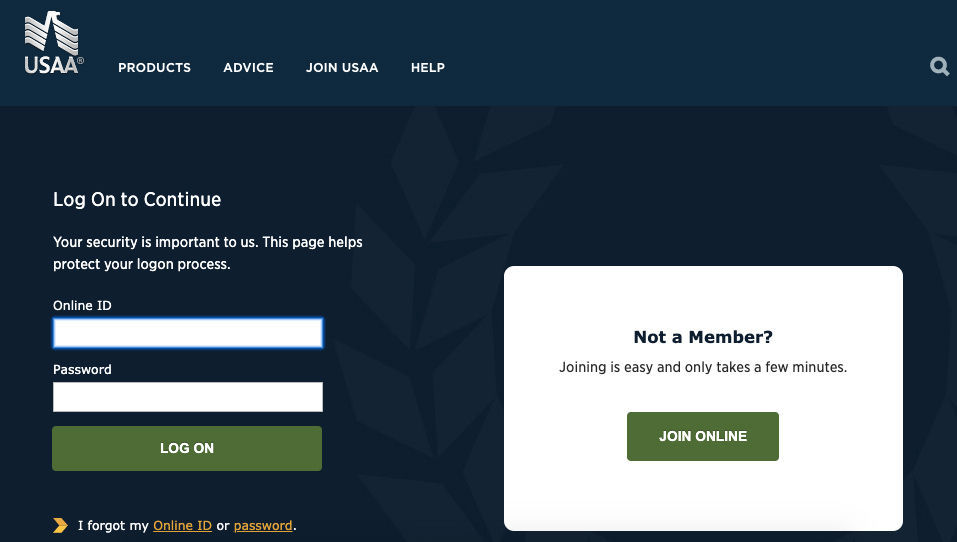 USAA®
PRODUCTS ADVICE JOIN USAA HELP
Log On to Continue
Your security is important to us. This page helps
protect your logon process.
Online ID
Password
LOG ON
I forgot my Online ID or password.
Not a Member?
Joining is easy and only takes a few minutes.
JOIN ONLINE